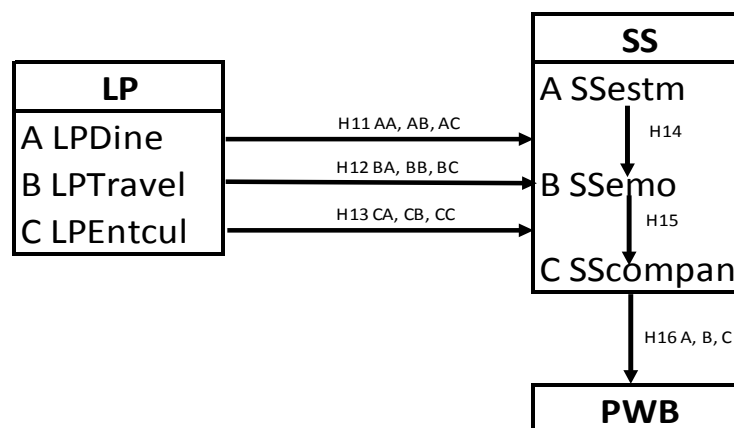 LP
A LPDine
B LPTravel
C LPEntcul
H11 AA, AB, AC
H12 BA, BB, BC
H13 CA, CB, CC
SS
A SSestm
H14
B SSemo
H15
C SScompan
H16 A, B, C
PWB